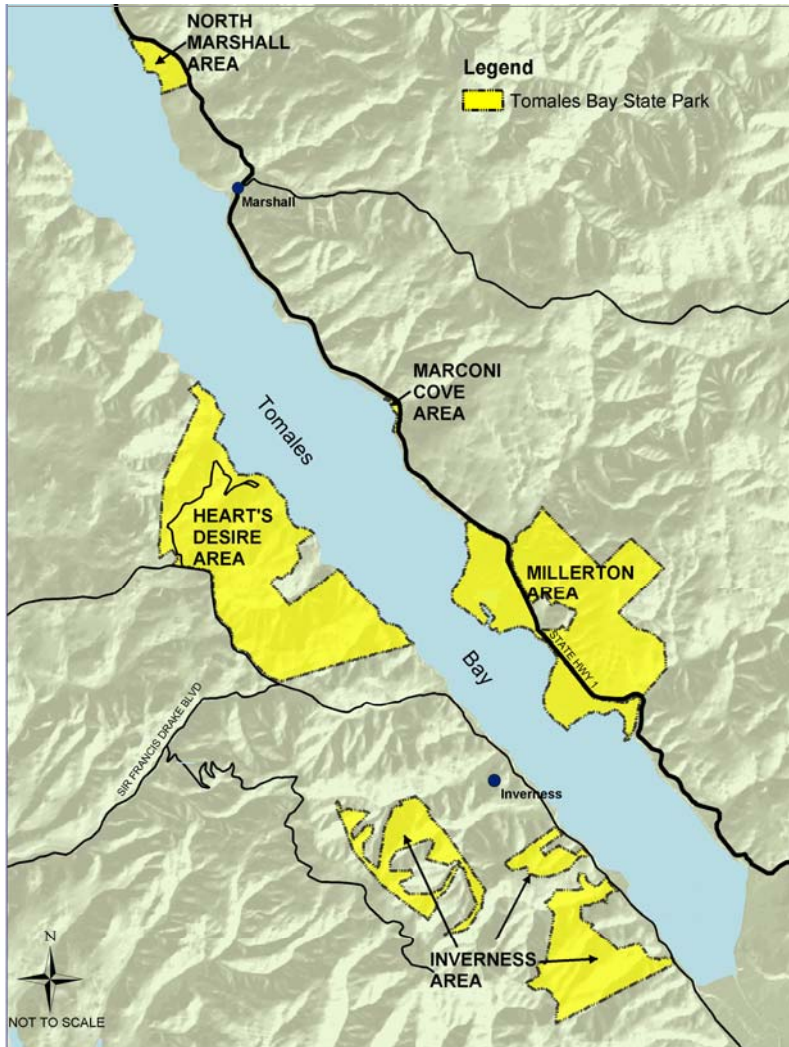 NORTH
MARSHALL
AREA
Legend
Tomales Bay State Park
Marshall
MARCONI
COVE
AREA
Tomales
HEART'S
DESIRE
AREA
MILLERTON
AREA
STATE HWY 1
Bay
SIR FRANCIS DRAKE BLVD
Inverness
INVERNESS
AREA
N
NOT TO SCALE